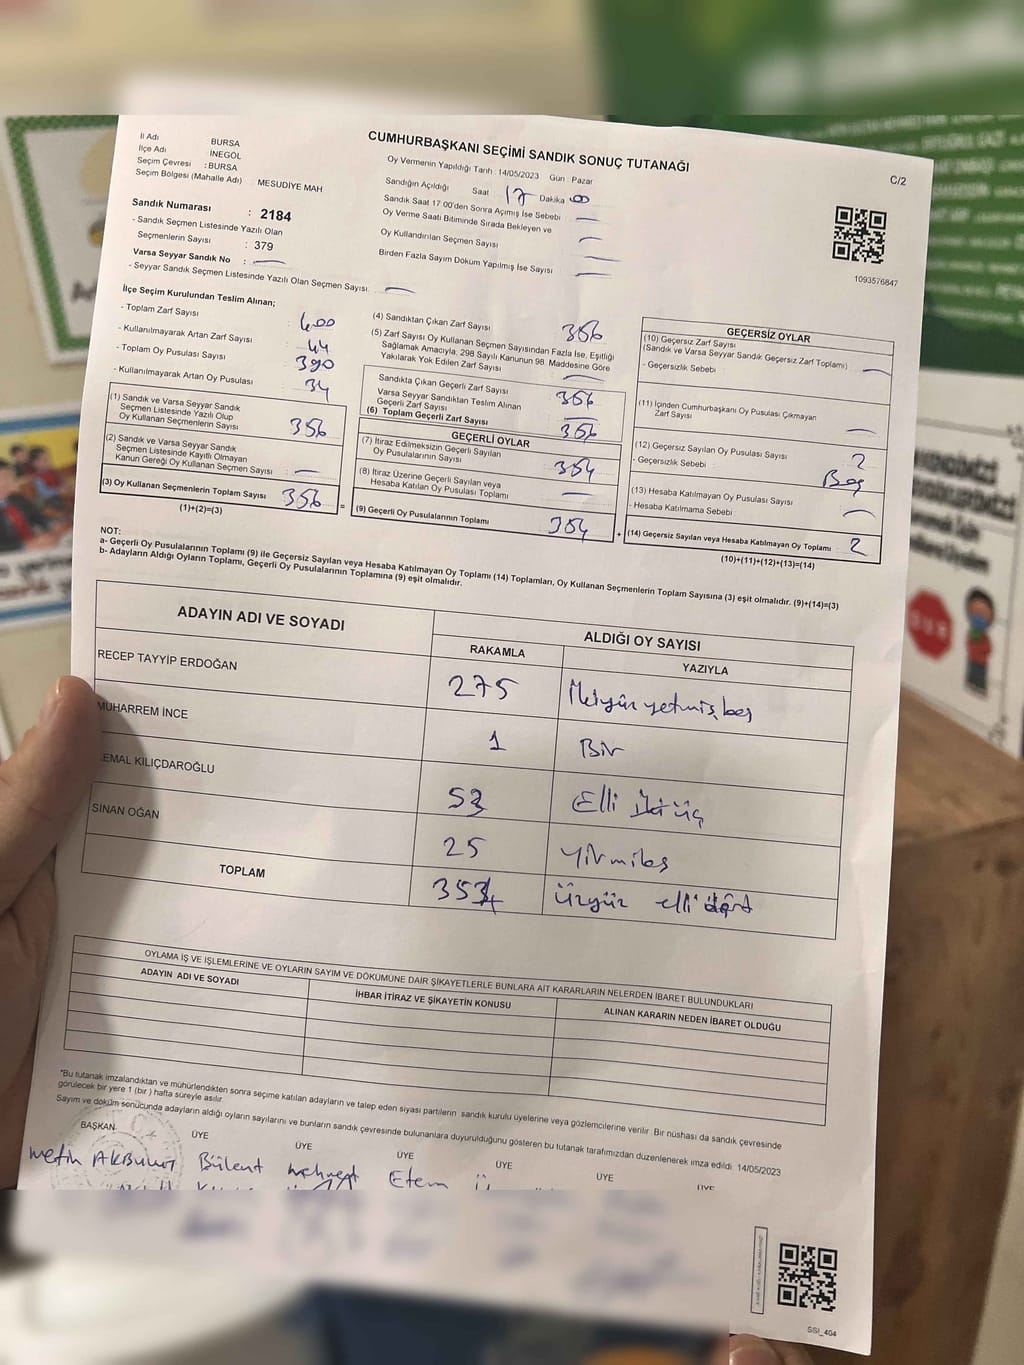 CUMHURBAŞKANI SEÇİMİ SANDIK SONUÇ TUTANAĞI
C/2
İl Adı BURSA
İlçe Adı İNEGÖL
Seçim Çevresi : BURSA
Seçim Bölgesi (Mahalle Adı) : MESUDİYE MAH
Sandık Numarası : 2184
- Sandık Seçmen Listesinde Yazılı Olan
Seçmenlerin Sayısı : 379
Varsa Seyyar Sandık No : —
- Seyyar Sandık Seçmen Listesinde Yazılı Olan Seçmen Sayısı : —
Oy Vermenin Yapıldığı Tarih : 14/05/2023 Gün : Pazar
Sandığın Açıldığı Saat 17 Dakika 00
Sandık Saat 17 00'den Sonra Açımış İse Sebebi : —
Oy Verme Saati Bitiminde Sırada Bekleyen ve
Oy Kullandırılan Seçmen Sayısı —
Birden Fazla Sayım Döküm Yapılmış İse Sayısı —
1093576847
İlçe Seçim Kurulundan Teslim Alınan;
- Toplam Zarf Sayısı : 400
- Kullanılmayarak Artan Zarf Sayısı : 44
- Toplam Oy Pusulası Sayısı : 390
- Kullanılmayarak Artan Oy Pusulası : 34
(1) Sandık ve Varsa Seyyar Sandık
Seçmen Listesinde Yazılı Olup
Oy Kullanan Seçmenlerin Sayısı : 356
(2) Sandık ve Varsa Seyyar Sandık
Seçmen Listesinde Kayıtlı Olmayan
Kanun Gereği Oy Kullanan Seçmen Sayısı : —
(3) Oy Kullanan Seçmenlerin Toplam Sayısı : 356
(1)+(2)=(3)
(4) Sandıktan Çıkan Zarf Sayısı : 356
(5) Zarf Sayısı Oy Kullanan Seçmen Sayısından Fazla İse, Eşitliği
Sağlamak Amacıyla, 298 Sayılı Kanunun 98. Maddesine Göre
Yakılarak Yok Edilen Zarf Sayısı —
Sandıkta Çıkan Geçerli Zarf Sayısı : 356
Varsa Seyyar Sandıktan Teslim Alınan
Geçerli Zarf Sayısı —
(6) Toplam Geçerli Zarf Sayısı : 356
GEÇERLİ OYLAR
(7) İtiraz Edilmeksizin Geçerli Sayılan
Oy Pusulalarının Sayısı : 354
(8) İtiraz Üzerine Geçerli Sayılan veya
Hesaba Katılan Oy Pusulası Toplamı : —
= (9) Geçerli Oy Pusulalarının Toplamı : 354
GEÇERSİZ OYLAR
(10) Geçersiz Zarf Sayısı
(Sandık ve Varsa Seyyar Sandık Geçersiz Zarf Toplamı) : —
- Geçersizlik Sebebi
(11) İçinden Cumhurbaşkanı Oy Pusulası Çıkmayan
Zarf Sayısı —
(12) Geçersiz Sayılan Oy Pusulası Sayısı : 2
- Geçersizlik Sebebi : Boş
(13) Hesaba Katılmayan Oy Pusulası Sayısı —
- Hesaba Katılmama Sebebi
+ (14) Geçersiz Sayılan veya Hesaba Katılmayan Oy Toplamı : 2
(10)+(11)+(12)+(13)=(14)
NOT:
a- Geçerli Oy Pusulalarının Toplamı (9) ile Geçersiz Sayılan veya Hesaba Katılmayan Oy Toplamı (14) Toplamları, Oy Kullanan Seçmenlerin Toplam Sayısına (3) eşit olmalıdır. (9)+(14)=(3)
b- Adayların Aldığı Oyların Toplamı, Geçerli Oy Pusulalarının Toplamına (9) eşit olmalıdır.
ADAYIN ADI VE SOYADI ALDIĞI OY SAYISI
RAKAMLA YAZIYLA
RECEP TAYYİP ERDOĞAN 275 İkiyüzyetmişbeş
MUHARREM İNCE 1 Bir
EMAL KILIÇDAROĞLU 53 Elli üç
SİNAN OĞAN 25 Yirmibeş
TOPLAM 354 Üçyüz elli dört
OYLAMA İŞ VE İŞLEMLERİNE VE OYLARIN SAYIM VE DÖKÜMÜNE DAİR ŞİKAYETLERLE BUNLARA AİT KARARLARIN NELERDEN İBARET BULUNDUKLARI
ADAYIN ADI VE SOYADI İHBAR İTİRAZ VE ŞİKAYETİN KONUSU ALINAN KARARIN NEDEN İBARET OLDUĞU
*Bu tutanak imzalandıktan ve mühürlendikten sonra seçime katılan adayların ve talep eden siyasi partilerin sandık kurulu üyelerine veya gözlemcilerine verilir. Bir nüshası da sandık çevresinde
görülecek bir yere 1 (bir) hafta süreyle asılır.
Sayım ve döküm sonucunda adayların aldığı oyların sayılarını ve bunların sandık çevresinde bulunanlara duyurulduğunu gösteren bu tutanak tarafımızdan düzenlenerek imza edildi. 14/05/2023
BAŞKAN ÜYE ÜYE ÜYE ÜYE ÜYE ÜYE
Metin AKBULUT Bülent Mehmet Etem
SSİ_404